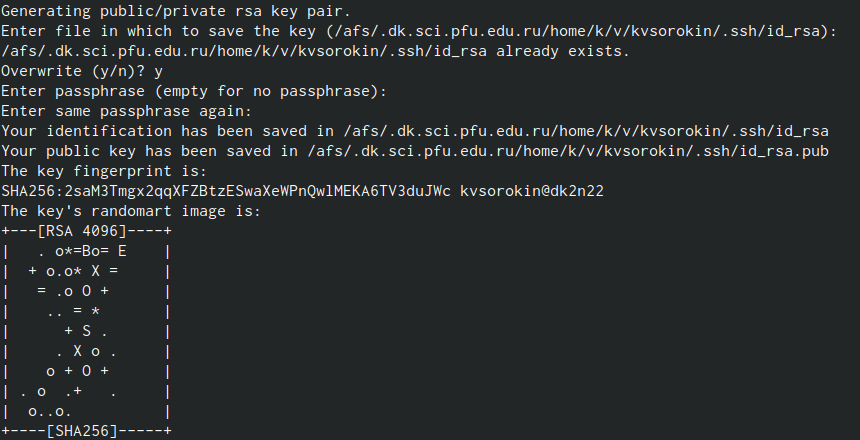 Generating public/private rsa key pair.
Enter file in which to save the key (/afs/.dk.sci.pfu.edu.ru/home/k/v/kvsorokin/.ssh/id_rsa):
/afs/.dk.sci.pfu.edu.ru/home/k/v/kvsorokin/.ssh/id_rsa already exists.
Overwrite (y/n)? y
Enter passphrase (empty for no passphrase):
Enter same passphrase again:
Your identification has been saved in /afs/.dk.sci.pfu.edu.ru/home/k/v/kvsorokin/.ssh/id_rsa
Your public key has been saved in /afs/.dk.sci.pfu.edu.ru/home/k/v/kvsorokin/.ssh/id_rsa.pub
The key fingerprint is:
SHA256:2saM3Tmgx2qqXFZBtzESwaXeWPnQwlMEKA6TV3duJWc kvsorokin@dk2n22
The key's randomart image is:
+---[RSA 4096]----+
|   . o*=Bo= E    |
|  + o.o* X =     |
|   = .o O +      |
|    .. = *       |
|      + S .      |
|     . X o .     |
|    o + O +      |
| . o  .+   .     |
|  o..o.          |
+----[SHA256]-----+